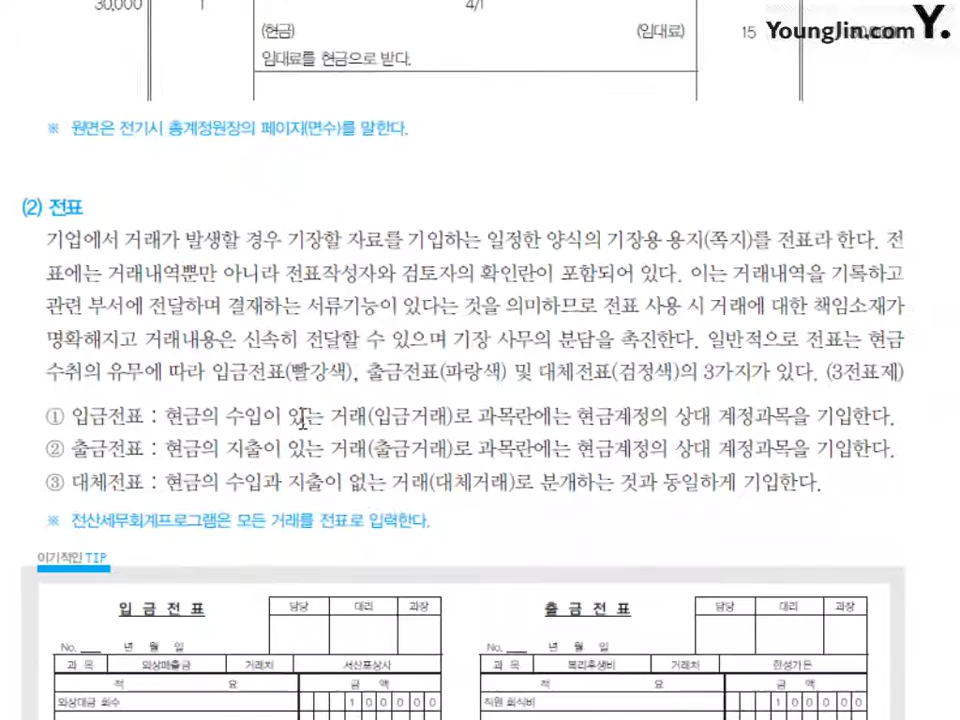 30,000 1 4/1
(현금) (임대료) 15
YoungJin.com Y.
임대료를 현금으로 받다.
※ 원면은 전기시 총계정원장의 페이지(면수)를 말한다.
(2) 전표
기업에서 거래가 발생할 경우 기장할 자료를 기입하는 일정한 양식의 기장용 용지(쪽지)를 전표라 한다. 전
표에는 거래내역뿐만 아니라 전표작성자와 검토자의 확인란이 포함되어 있다. 이는 거래내역을 기록하고
관련 부서에 전달하며 결재하는 서류기능이 있다는 것을 의미하므로 전표 사용 시 거래에 대한 책임소재가
명확해지고 거래내용은 신속히 전달할 수 있으며 기장 사무의 분담을 촉진한다. 일반적으로 전표는 현금
수취의 유무에 따라 입금전표(빨강색), 출금전표(파랑색) 및 대체전표(검정색)의 3가지가 있다. (3전표제)
① 입금전표 : 현금의 수입이 있는 거래(입금거래)로 과목란에는 현금계정의 상대 계정과목을 기입한다.
② 출금전표 : 현금의 지출이 있는 거래(출금거래)로 과목란에는 현금계정의 상대 계정과목을 기입한다.
③ 대체전표 : 현금의 수입과 지출이 없는 거래(대체거래)로 분개하는 것과 동일하게 기입한다.
※ 전산세무회계프로그램은 모든 거래를 전표로 입력한다.
이기적인 TIP
입 금 전 표 담당 대리 과장
No. 년 월 일
과 목 외상매출금 거래처 서산포상사
적 요 금 액
외상대금 회수 1 0 0 0 0 0
출 금 전 표 담당 대리 과장
No. 년 월 일
과 목 복리후생비 거래처 한성가든
적 요 금 액
직원 회식비 1 0 0 0 0 0